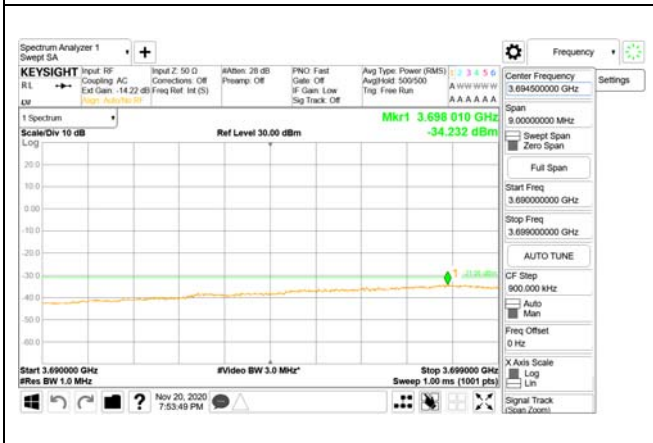 Spectrum Analyzer 1
Swept SA
+
Frequency
KEYSIGHT
RL
Input: RF
Coupling: AC
Ext Gain: -14.22 dB
Align: Auto/No RF
Input Z: 50 Ω
Corrections: Off
Freq Ref: Int (S)
#Atten: 28 dB
Preamp: Off
PNO: Fast
Gate: Off
IF Gain: Low
Sig Track: Off
Avg Type: Power (RMS)
Avg|Hold: 500/500
Trig: Free Run
1 2 3 4 5 6
A W W W W W
A A A A A A
1 Spectrum
Scale/Div 10 dB
Log
Ref Level 30.00 dBm
Mkr1 3.698 010 GHz
-34.232 dBm
20.0
10.0
0.00
-10.0
-20.0
-30.0
-40.0
-50.0
-60.0
1
Start 3.690000 GHz
#Res BW 1.0 MHz
#Video BW 3.0 MHz*
Stop 3.699000 GHz
Sweep 1.00 ms (1001 pts)
?
Nov 20, 2020
7:53:49 PM
Center Frequency
3.694500000 GHz
Settings
Span
9.00000000 MHz
Swept Span
Zero Span
Full Span
Start Freq
3.690000000 GHz
Stop Freq
3.699000000 GHz
AUTO TUNE
CF Step
900.000 kHz
Auto
Man
Freq Offset
0 Hz
X Axis Scale
Log
Lin
Signal Track
(Span Zoom)